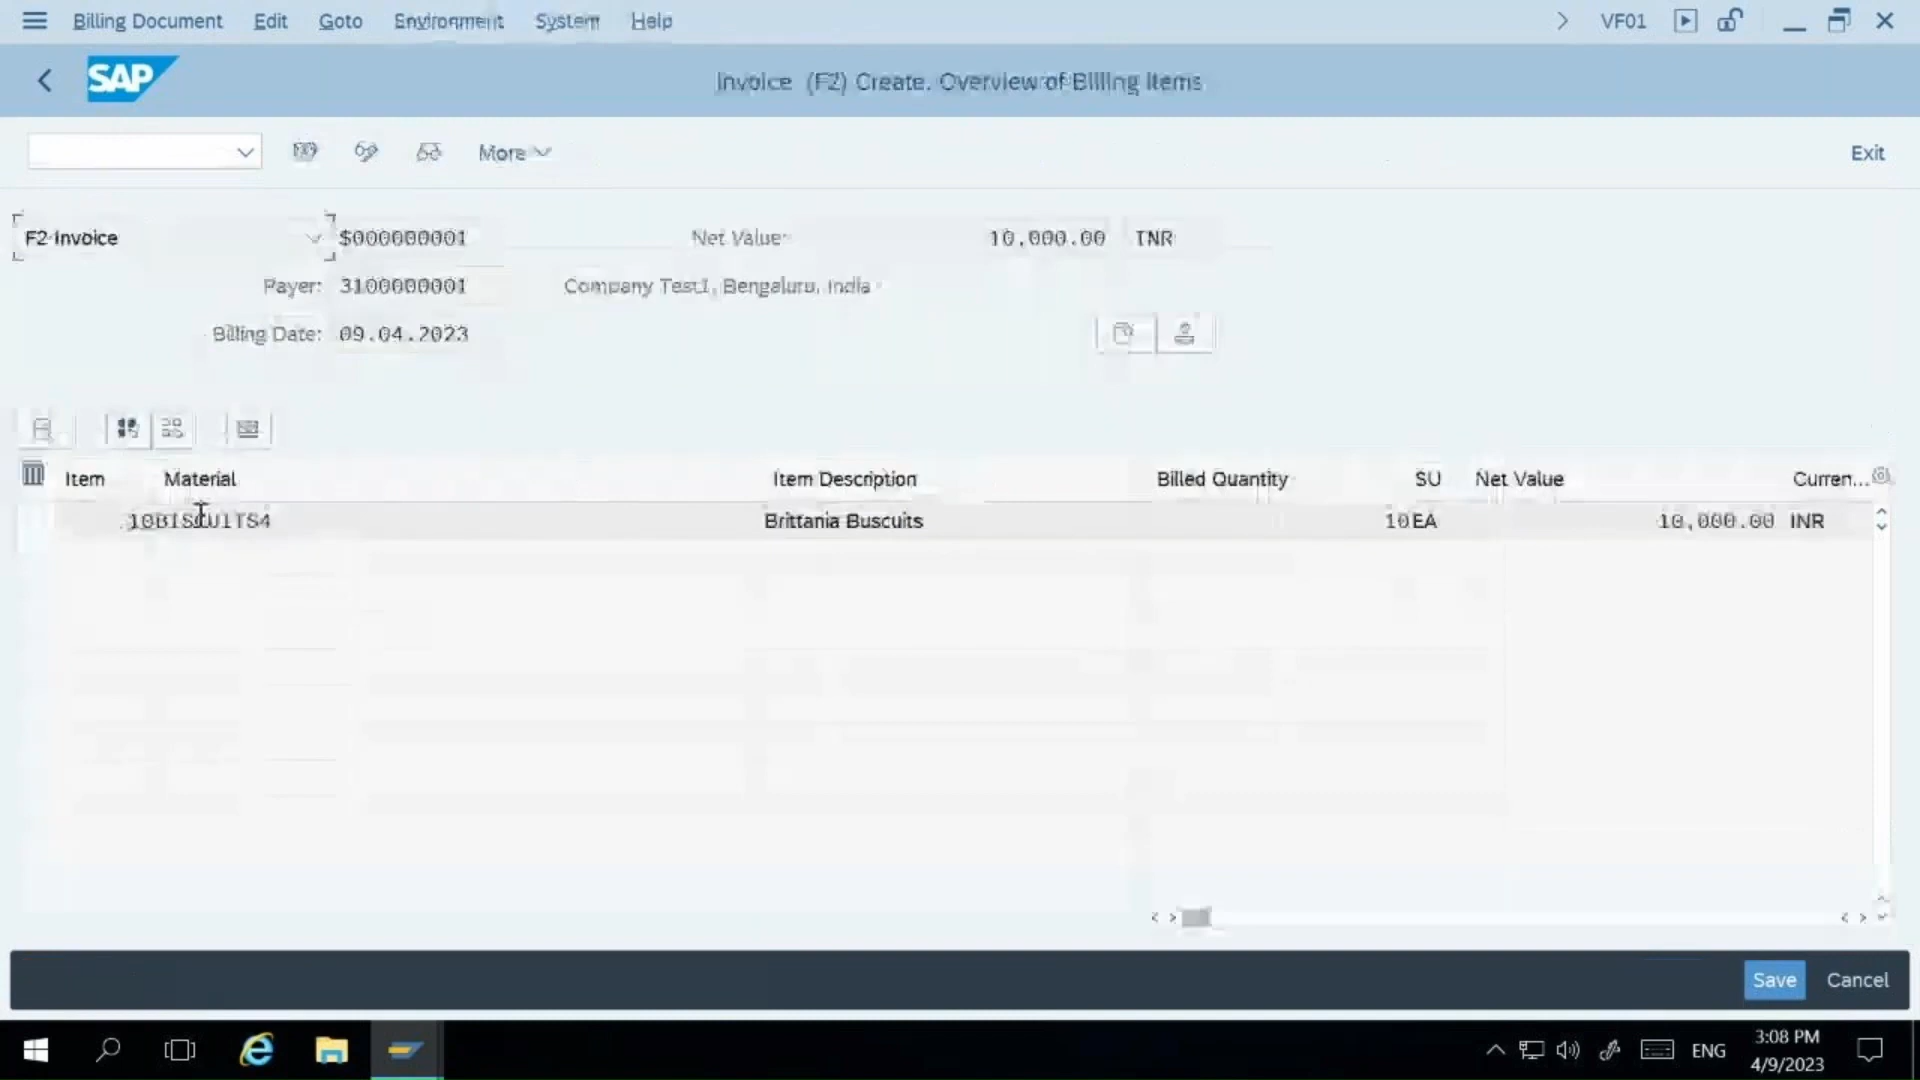 Billing Document Edit Goto Environment System Help VF01
SAP Invoice (F2) Create: Overview of Billing Items
More Exit
F2 Invoice $000000001 Net Value: 10,000.00 INR
Payer: 3100000001 Company Test1, Bengaluru, India
Billing Date: 09.04.2023
Item Material Item Description Billed Quantity SU Net Value Curren...
10 BISCUITS4 Brittania Buscuits 10 EA 10,000.00 INR
Save Cancel
ENG 3:08 PM
4/9/2023